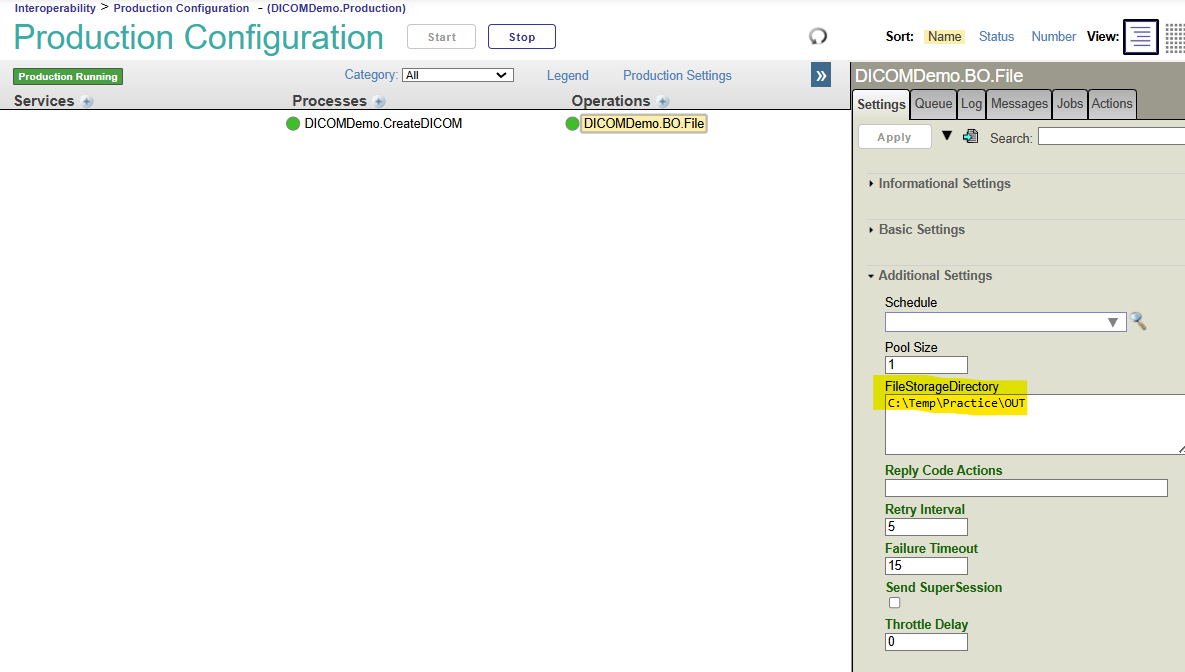 Interoperability > Production Configuration - (DICOMDemo.Production)
Production Configuration Start Stop
Sort: Name Status Number View:
Production Running Category: All Legend Production Settings »
Services Processes Operations
DICOMDemo.CreateDICOM DICOMDemo.BO.File
DICOMDemo.BO.File
Settings Queue Log Messages Jobs Actions
Apply Search:
Informational Settings
Basic Settings
Additional Settings
Schedule
Pool Size
1
FileStorageDirectory
C:\Temp\Practice\OUT
Reply Code Actions
Retry Interval
5
Failure Timeout
15
Send SuperSession
Throttle Delay
0